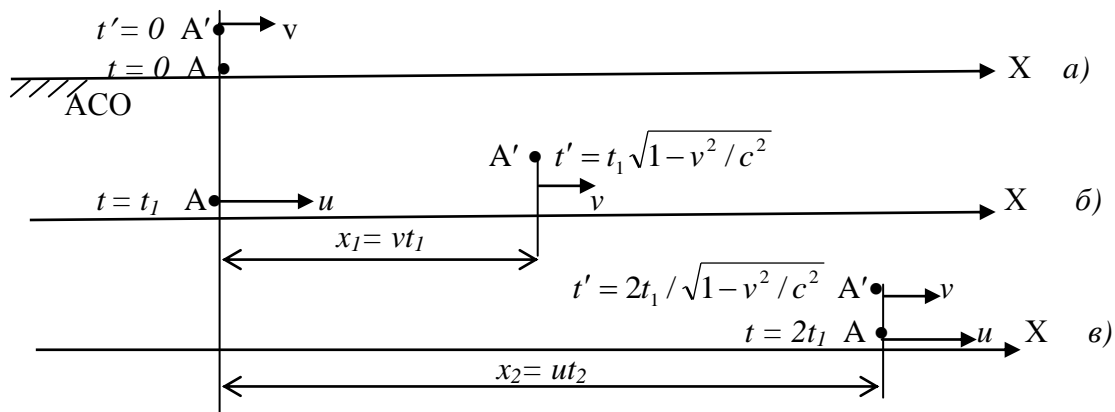 t′=0 A′ v
t=0 A X а)
АСО
A′ t′ = t₁√(1−v²/c²)
t = t₁ A u v X б)
x₁= vt₁
t′ = 2t₁/√(1−v²/c²) A′ v
t = 2t₁ A u X в)
x₂= ut₂